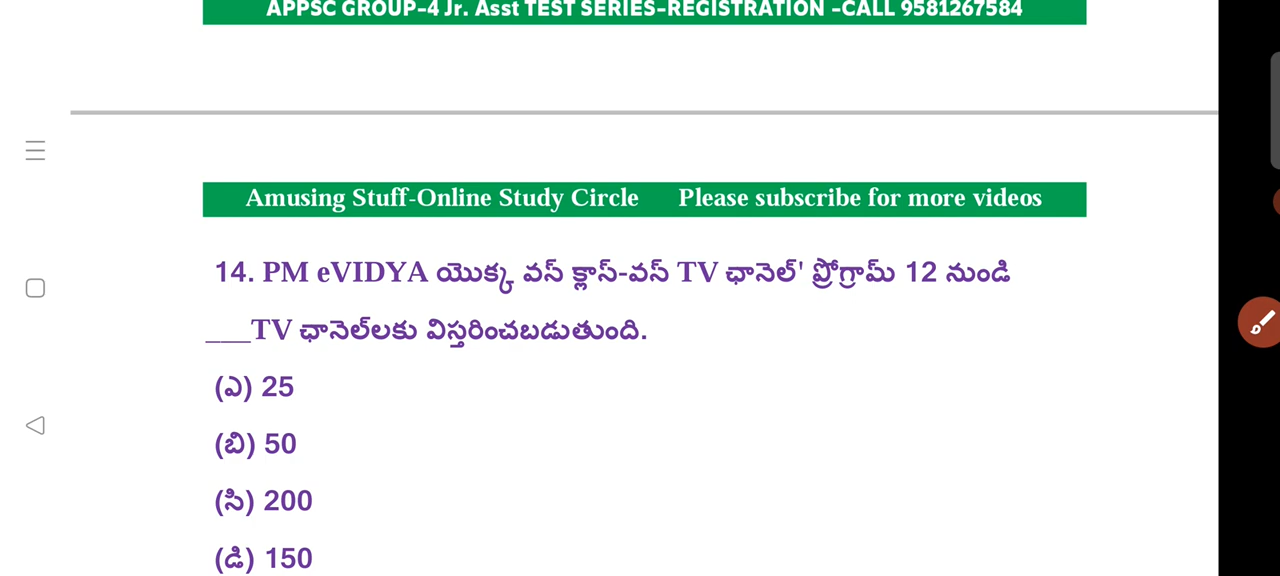 APPSC GROUP-4 Jr. Asst TEST SERIES-REGISTRATION -CALL 9581267584
Amusing Stuff-Online Study Circle Please subscribe for more videos
14. PM eVIDYA యొక్క వన్ క్లాస్-వన్ TV ఛానెల్' ప్రోగ్రామ్ 12 నుండి
___TV ఛానెల్‌లకు విస్తరించబడుతుంది.
(ఎ) 25
(బి) 50
(సి) 200
(డి) 150